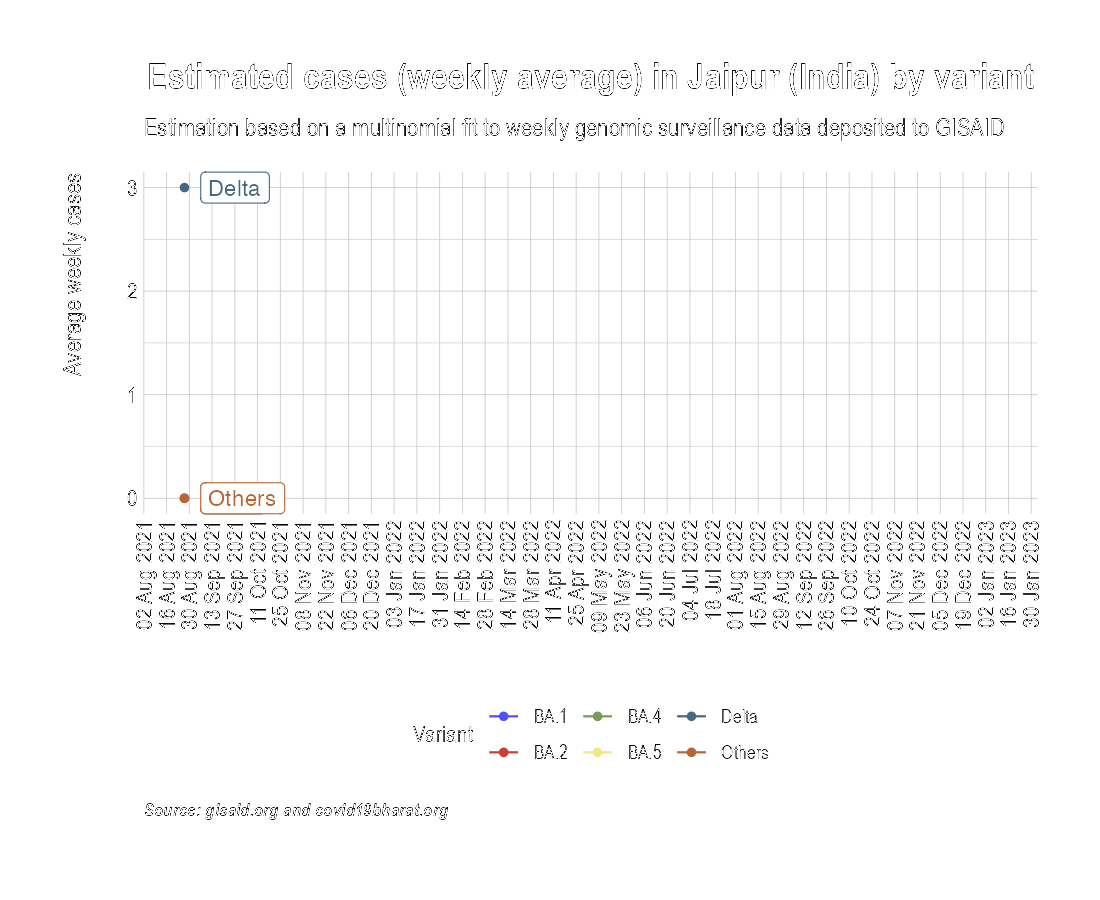 Estimated cases (weekly average) in Jaipur (India) by variant
Estimation based on a multinomial fit to weekly genomic surveillance data deposited to GISAID
Average weekly cases
3
2
1
0
Delta
Others
02 Aug 2021
16 Aug 2021
30 Aug 2021
13 Sep 2021
27 Sep 2021
11 Oct 2021
25 Oct 2021
08 Nov 2021
22 Nov 2021
06 Dec 2021
20 Dec 2021
03 Jan 2022
17 Jan 2022
31 Jan 2022
14 Feb 2022
28 Feb 2022
14 Mar 2022
28 Mar 2022
11 Apr 2022
25 Apr 2022
09 May 2022
23 May 2022
06 Jun 2022
20 Jun 2022
04 Jul 2022
18 Jul 2022
01 Aug 2022
15 Aug 2022
29 Aug 2022
12 Sep 2022
26 Sep 2022
10 Oct 2022
24 Oct 2022
07 Nov 2022
21 Nov 2022
05 Dec 2022
19 Dec 2022
02 Jan 2023
16 Jan 2023
30 Jan 2023
Variant
BA.1
BA.4
Delta
BA.2
BA.5
Others
Source: gisaid.org and covid19bharat.org